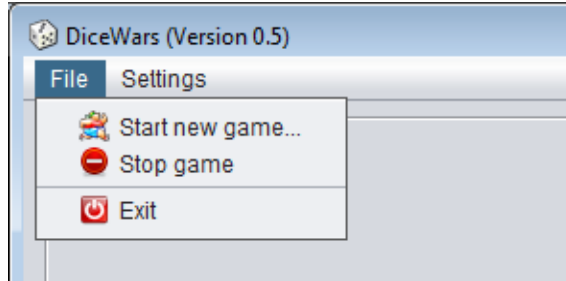 DiceWars (Version 0.5)
File Settings
Start new game...
Stop game
Exit